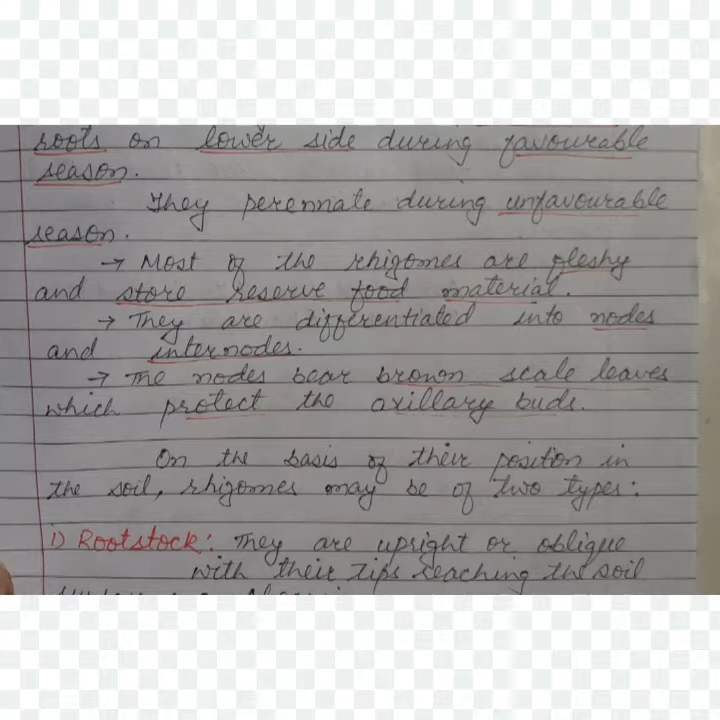 roots on lower side during favourable
season.
They perennate during unfavourable
season.
→ Most of the rhigomes are fleshy
and store reserve food material.
→ They are differentiated into nodes
and internodes.
→ The nodes bear brown scale leaves
which protect the axillary buds.
On the basis of their position in
the soil, rhigomes may be of two types:
i) Rootstock: They are upright or oblique
with their tips reaching the soil